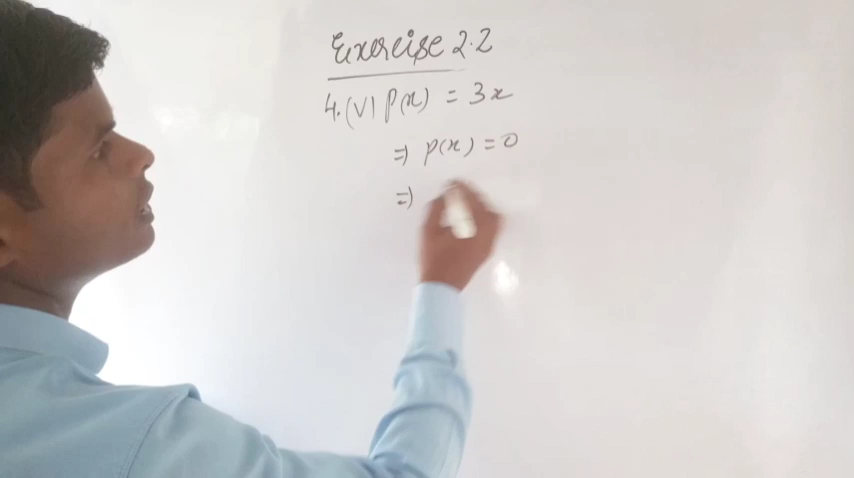 Exercise 2.2
4.(V) P(x) = 3x
⇒ P(x) = 0
⇒